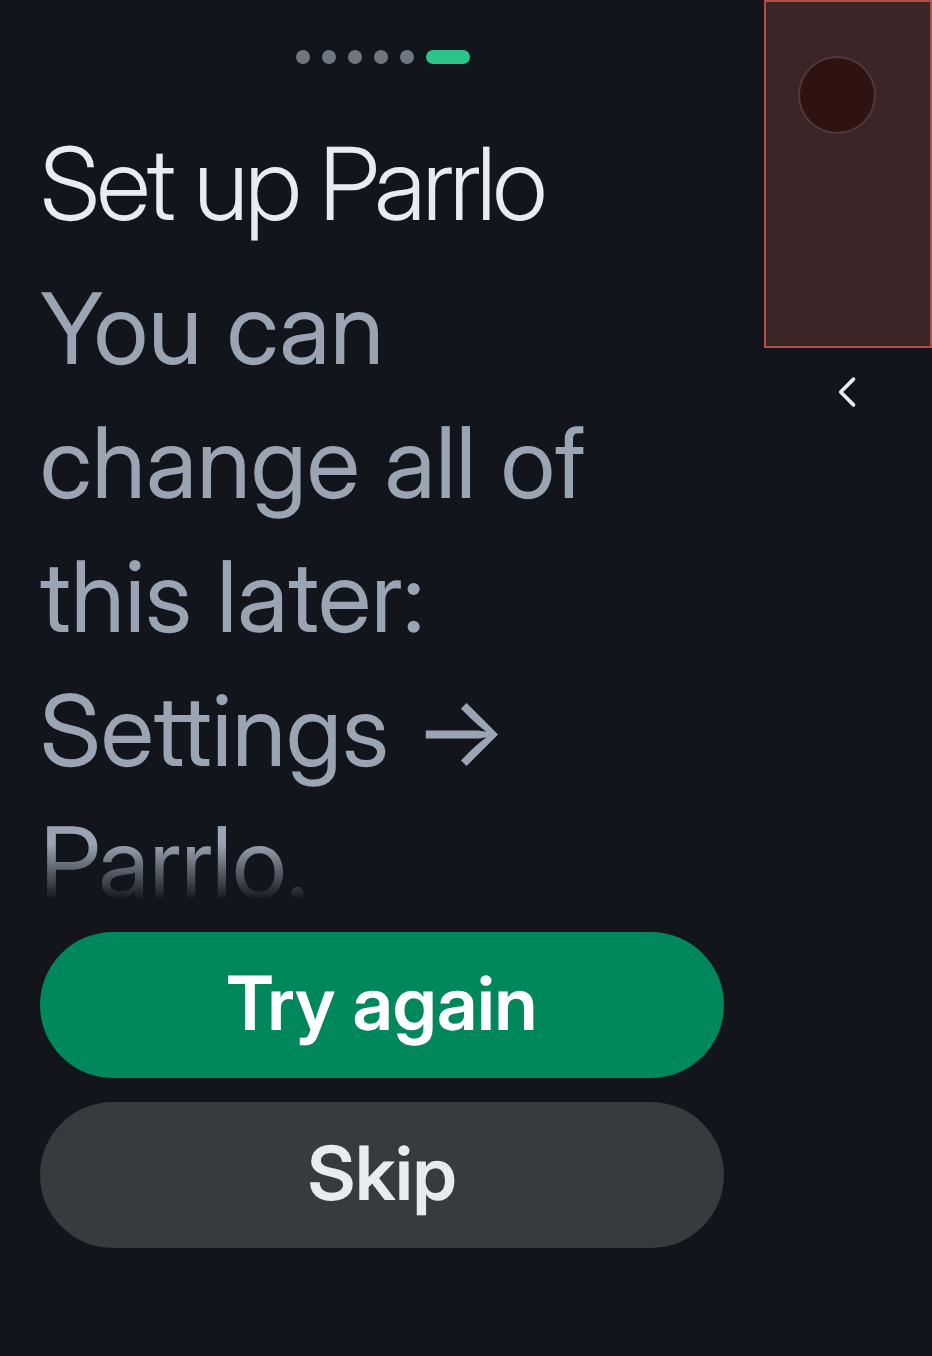 Set up Parrlo
You can
change all of
this later:
Settings →
Parrlo.
Try again
Skip